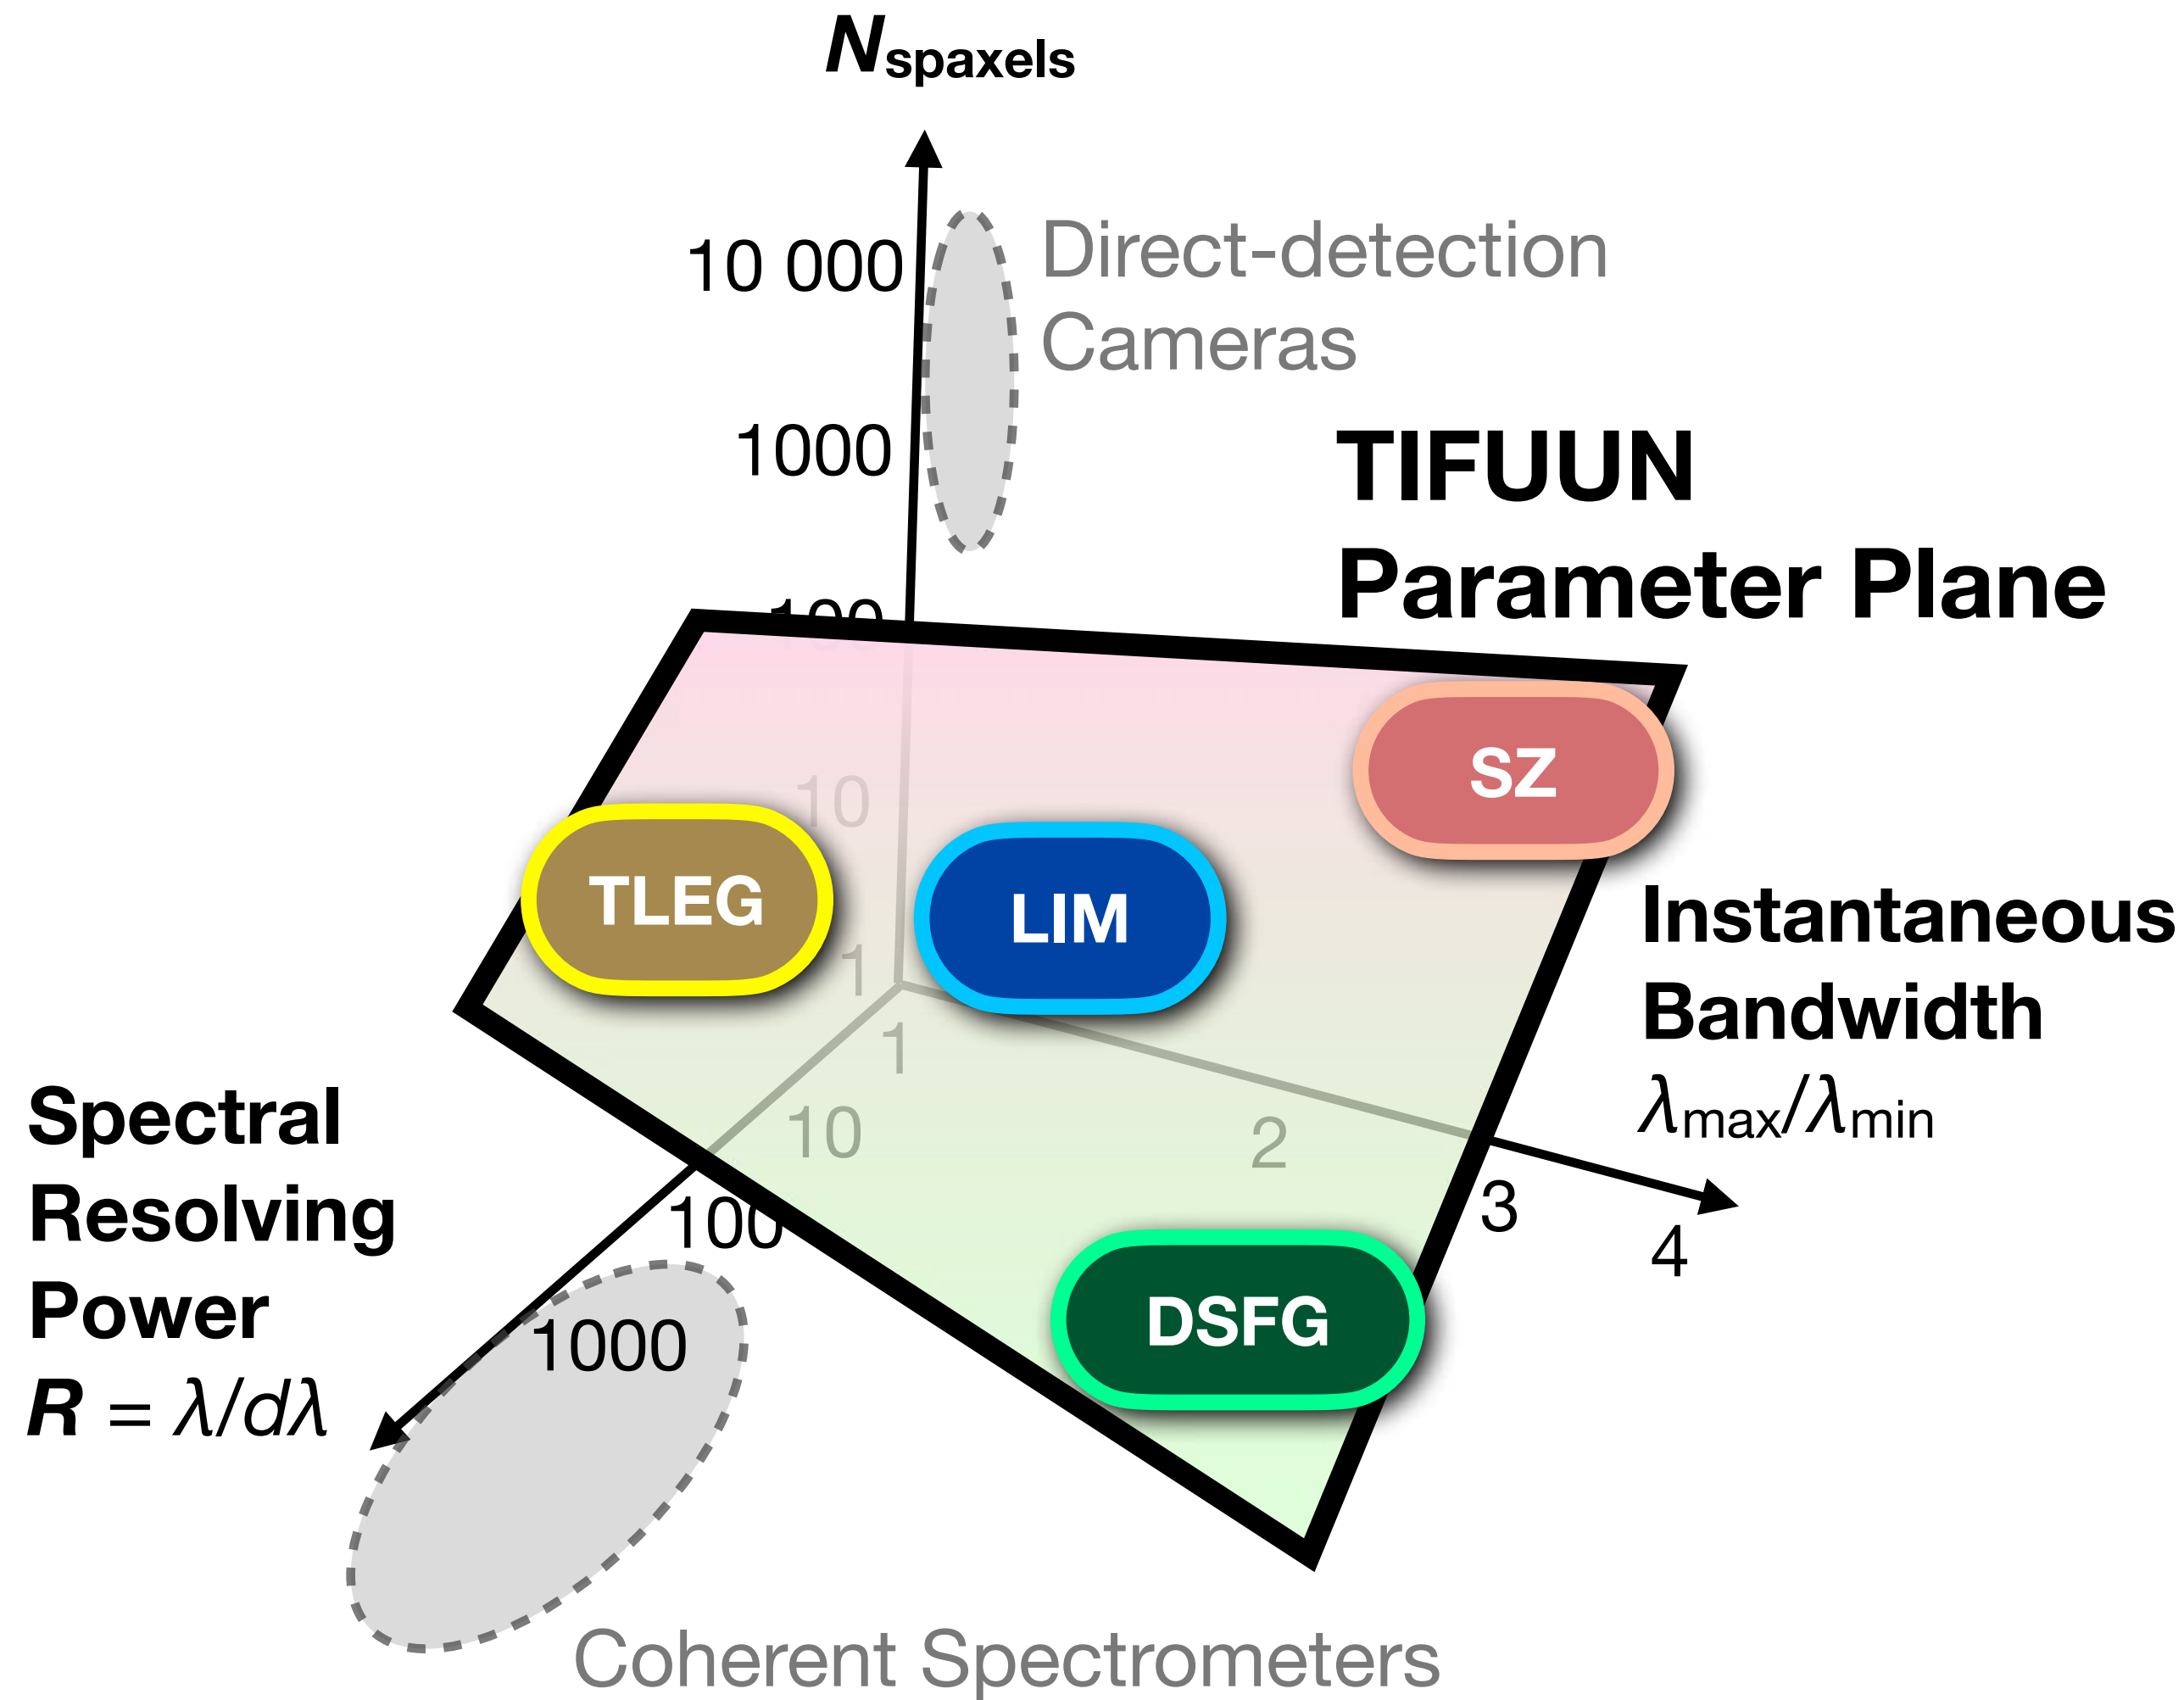 Nspaxels
10 000
Direct-detection
Cameras
1000
TIFUUN
Parameter Plane
100
SZ
10
TLEG
LIM
Instantaneous
Bandwidth
λmax/λmin
1
1
10
2
3
4
Spectral
Resolving
Power
R = λ/dλ
100
1000
DSFG
Coherent Spectrometers